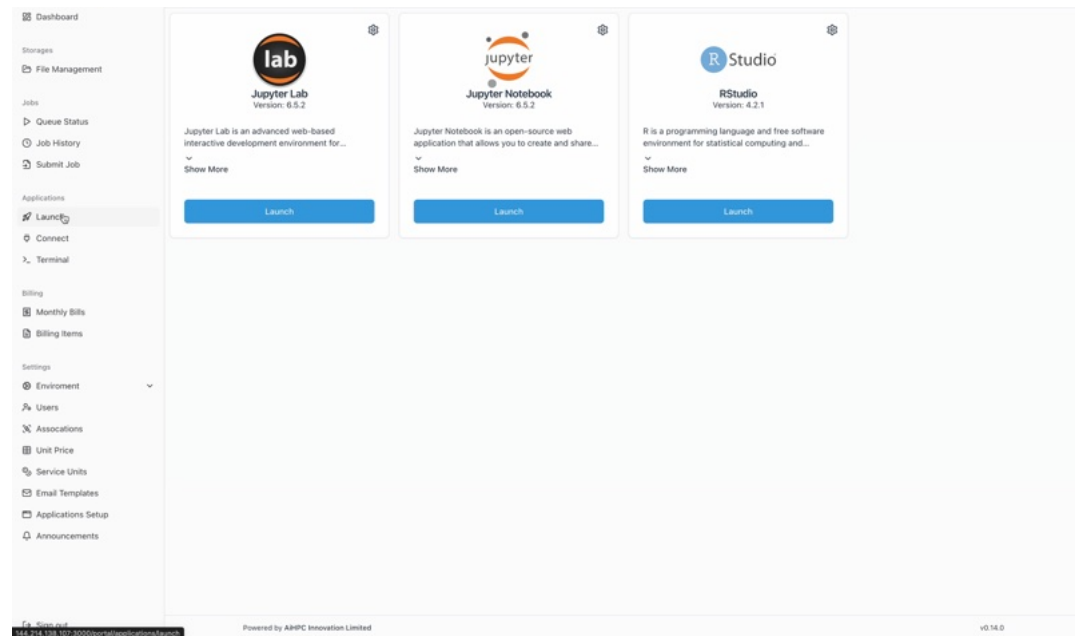 Dashboard
Storages
File Management
Jobs
Queue Status
Job History
Submit Job
Applications
Launch
Connect
Terminal
Billing
Monthly Bills
Billing Items
Settings
Enviroment
Users
Assocations
Unit Price
Service Units
Email Templates
Applications Setup
Announcements
Sign out
144.214.138.107:3000/portal/applications/launch
lab
Jupyter Lab
Version: 6.5.2
Jupyter Lab is an advanced web-based
interactive development environment for...
Show More
Launch
jupyter
Jupyter Notebook
Version: 6.5.2
Jupyter Notebook is an open-source web
application that allows you to create and share...
Show More
Launch
R Studio
RStudio
Version: 4.2.1
R is a programming language and free software
environment for statistical computing and...
Show More
Launch
Powered by AiHPC Innovation Limited
v0.14.0